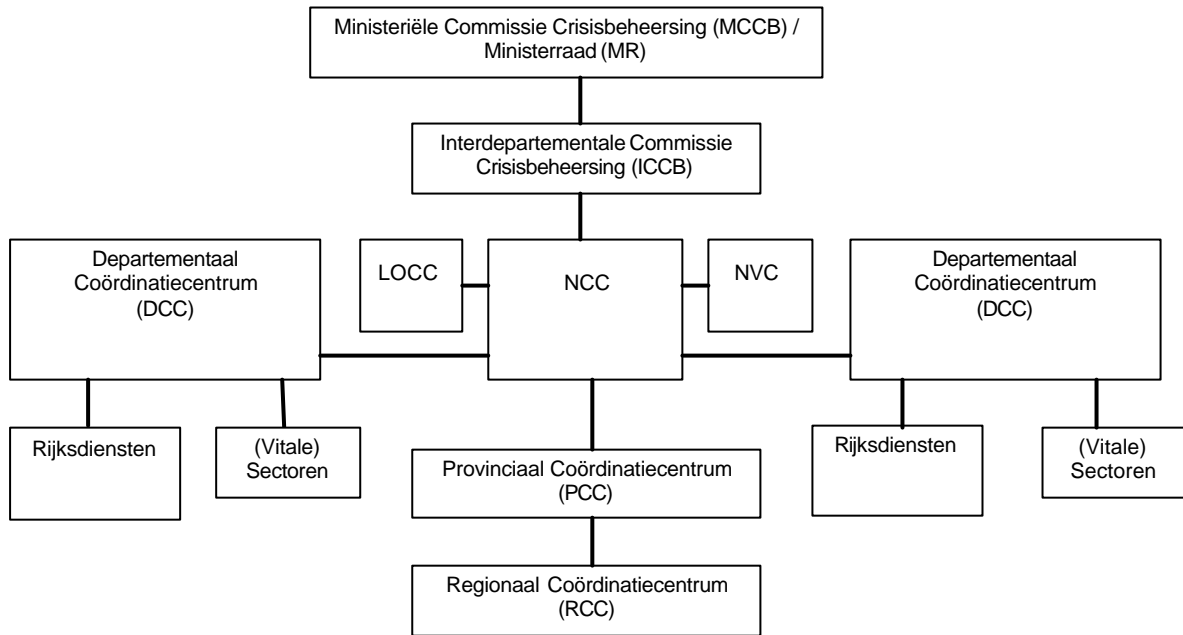 Ministeriële Commissie Crisisbeheersing (MCCB) /
Ministerraad (MR)
Interdepartementale Commissie
Crisisbeheersing (ICCB)
Departementaal
Coördinatiecentrum
(DCC)
LOCC
NCC
NVC
Departementaal
Coördinatiecentrum
(DCC)
Rijksdiensten
(Vitale)
Sectoren
Provinciaal Coördinatiecentrum
(PCC)
Rijksdiensten
(Vitale)
Sectoren
Regionaal Coördinatiecentrum
(RCC)